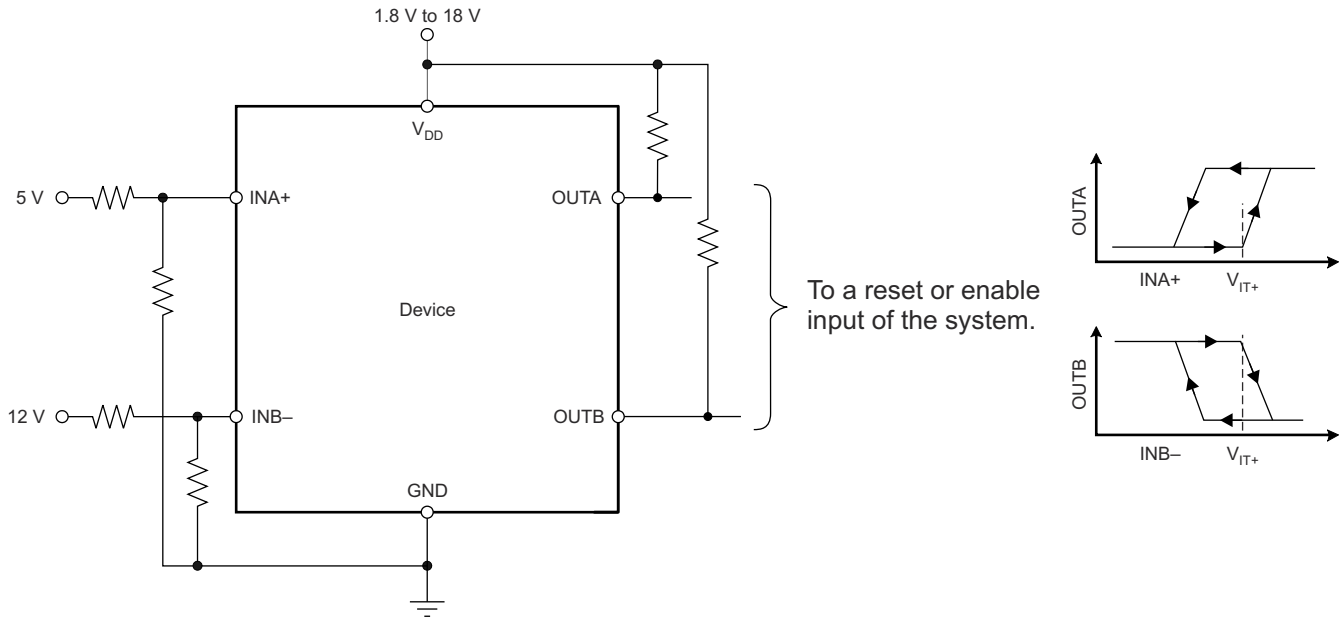 1.8 V to 18 V
V_DD
5 V
INA+
OUTA
Device
To a reset or enable
input of the system.
12 V
INB–
OUTB
GND
OUTA
INA+
V_IT+
OUTB
INB–
V_IT+